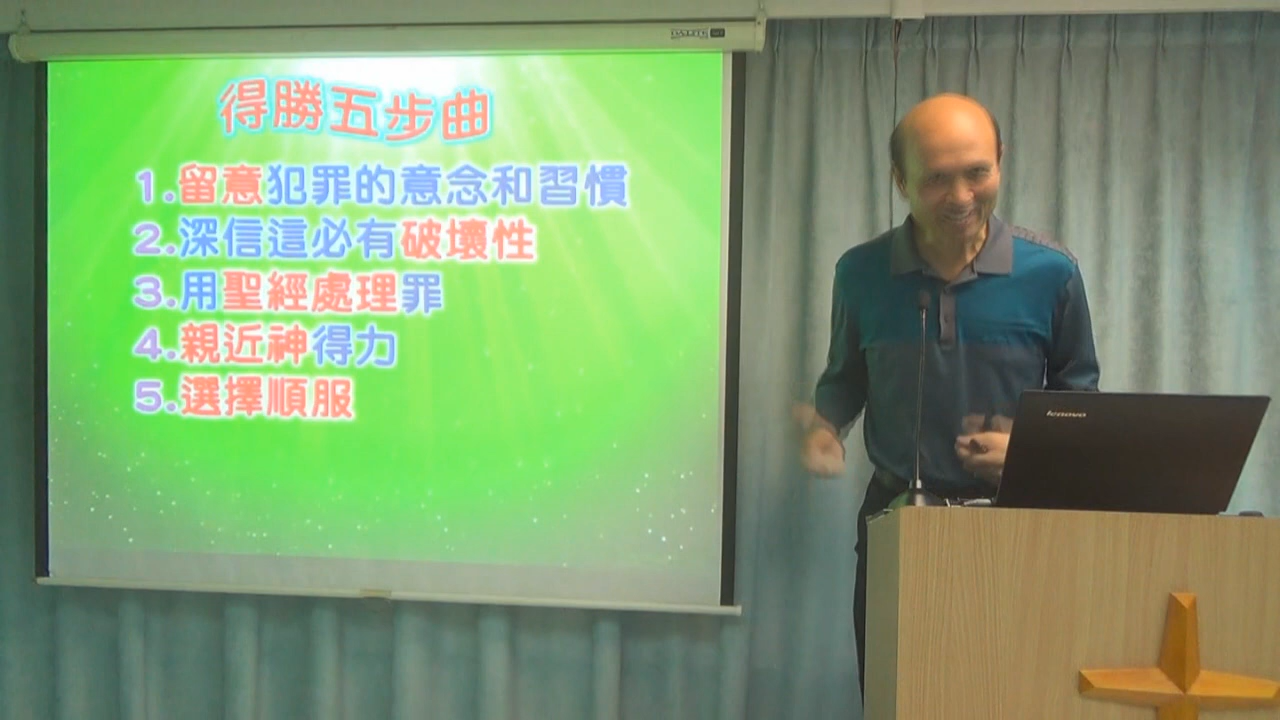 得勝五步曲
1.留意犯罪的意念和習慣
2.深信這必有破壞性
3.用聖經處理罪
4.親近神得力
5.選擇順服
lenovo